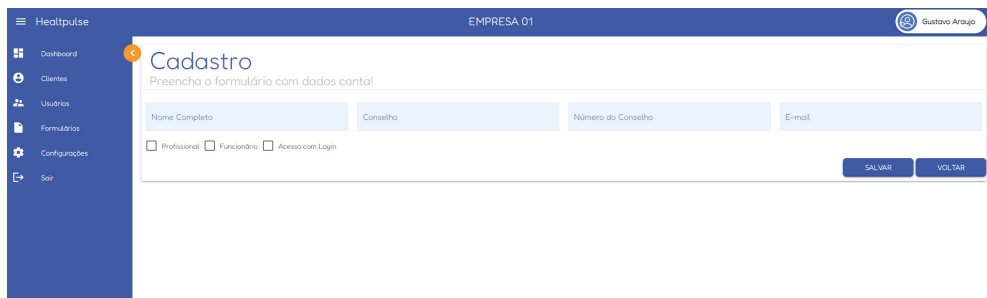 Healtpulse
EMPRESA 01
Gustavo Araujo
Dashboard
Clientes
Usuários
Formulários
Configurações
Sair
Cadastro
Preencha o formulário com dados conta!
Nome Completo
Conselho
Número do Conselho
E-mail
Profissional
Funcionário
Acesso com Login
SALVAR
VOLTAR